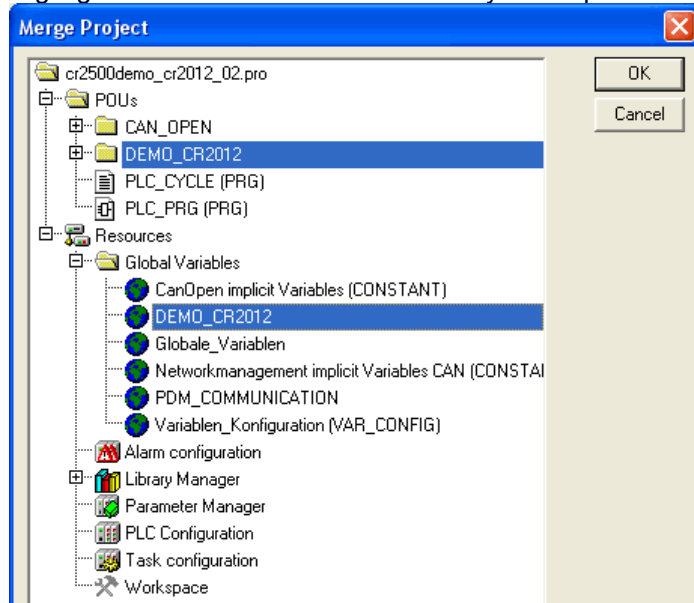 Merge Project
cr2500demo_cr2012_02.pro
OK
POUs
Cancel
CAN_OPEN
DEMO_CR2012
PLC_CYCLE (PRG)
PLC_PRG (PRG)
Resources
Global Variables
CanOpen implicit Variables (CONSTANT)
DEMO_CR2012
Globale_Variablen
Networkmanagement implicit Variables CAN (CONSTAI
PDM_COMMUNICATION
Variablen_Konfiguration (VAR_CONFIG)
Alarm configuration
Library Manager
Parameter Manager
PLC Configuration
Task configuration
Workspace